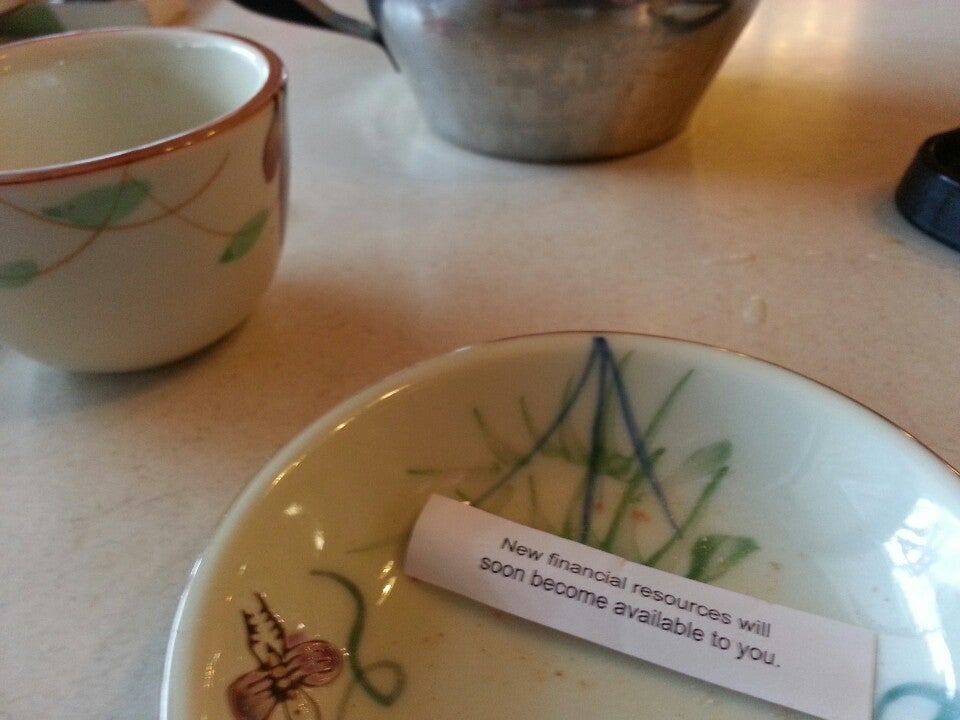 New financial resources will
soon become available to you.